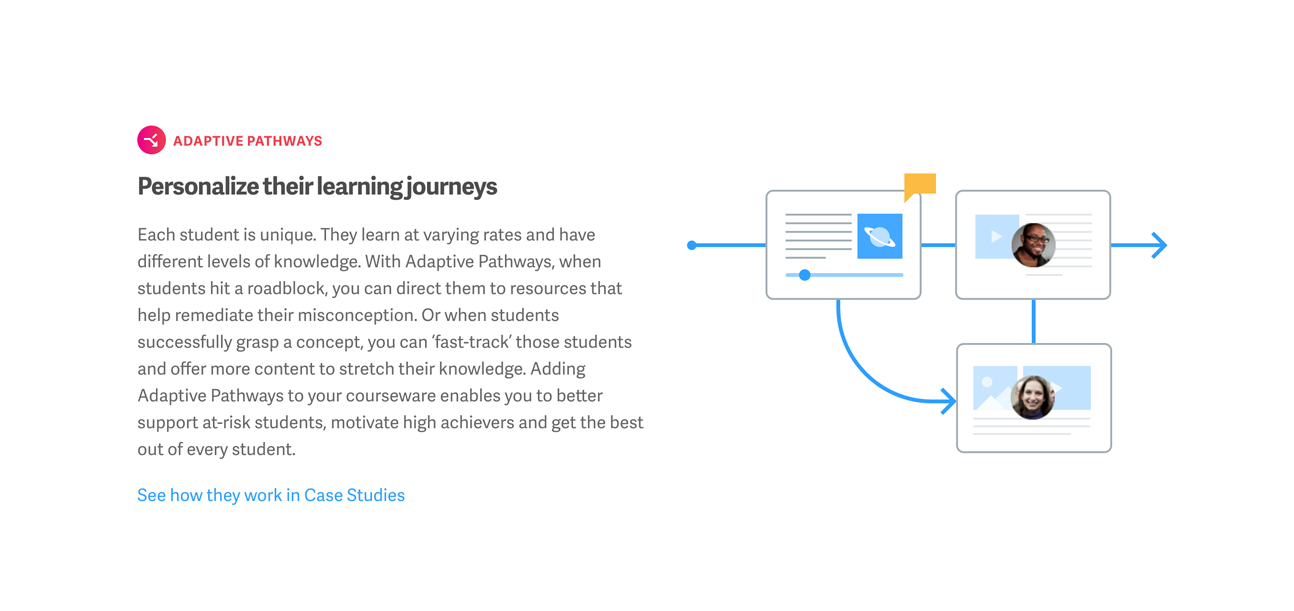 ADAPTIVE PATHWAYS
Personalize their learning journeys
Each student is unique. They learn at varying rates and have
different levels of knowledge. With Adaptive Pathways, when
students hit a roadblock, you can direct them to resources that
help remediate their misconception. Or when students
successfully grasp a concept, you can ‘fast-track’ those students
and offer more content to stretch their knowledge. Adding
Adaptive Pathways to your courseware enables you to better
support at-risk students, motivate high achievers and get the best
out of every student.
See how they work in Case Studies